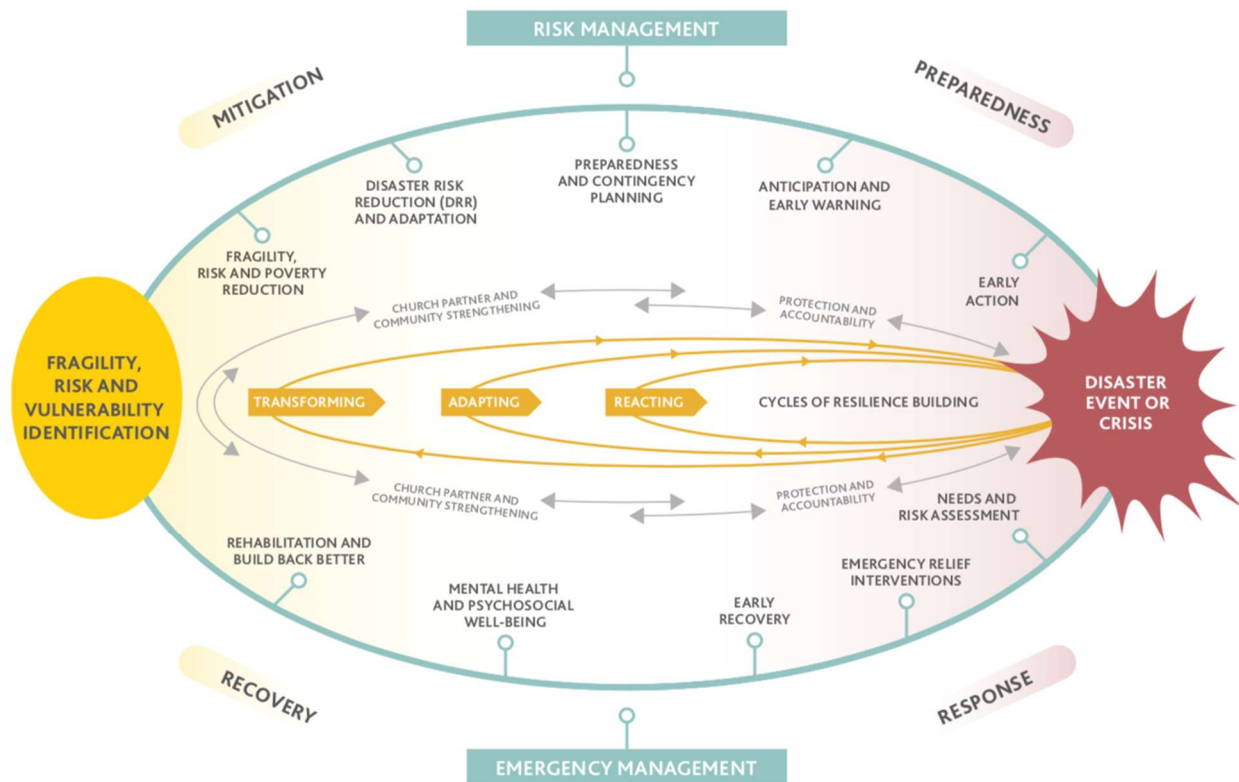 RISK MANAGEMENT
MITIGATION
PREPAREDNESS
PREPAREDNESS
AND CONTINGENCY
PLANNING
DISASTER RISK
REDUCTION (DRR)
AND ADAPTATION
ANTICIPATION AND
EARLY WARNING
FRAGILITY,
RISK AND POVERTY
REDUCTION
EARLY
ACTION
CHURCH PARTNER AND
COMMUNITY STRENGTHENING
PROTECTION AND
ACCOUNTABILITY
FRAGILITY,
RISK AND
VULNERABILITY
IDENTIFICATION
TRANSFORMING
ADAPTING
REACTING
CYCLES OF RESILIENCE BUILDING
DISASTER
EVENT OR
CRISIS
CHURCH PARTNER AND
COMMUNITY STRENGTHENING
PROTECTION AND
ACCOUNTABILITY
NEEDS AND
RISK ASSESSMENT
REHABILITATION AND
BUILD BACK BETTER
EMERGENCY RELIEF
INTERVENTIONS
MENTAL HEALTH
AND PSYCHOSOCIAL
WELL-BEING
EARLY
RECOVERY
RECOVERY
RESPONSE
EMERGENCY MANAGEMENT